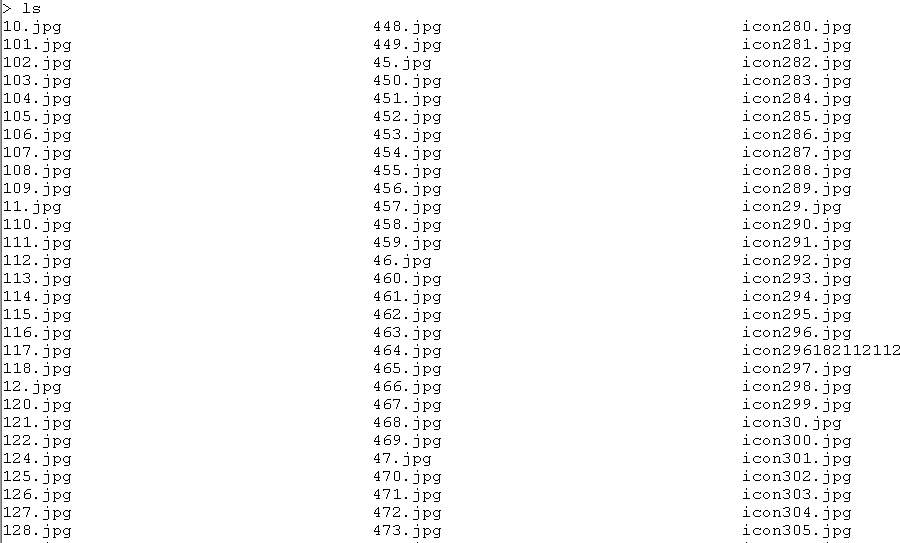 > ls
10.jpg 448.jpg icon280.jpg
101.jpg 449.jpg icon281.jpg
102.jpg 45.jpg icon282.jpg
103.jpg 450.jpg icon283.jpg
104.jpg 451.jpg icon284.jpg
105.jpg 452.jpg icon285.jpg
106.jpg 453.jpg icon286.jpg
107.jpg 454.jpg icon287.jpg
108.jpg 455.jpg icon288.jpg
109.jpg 456.jpg icon289.jpg
11.jpg 457.jpg icon29.jpg
110.jpg 458.jpg icon290.jpg
111.jpg 459.jpg icon291.jpg
112.jpg 46.jpg icon292.jpg
113.jpg 460.jpg icon293.jpg
114.jpg 461.jpg icon294.jpg
115.jpg 462.jpg icon295.jpg
116.jpg 463.jpg icon296.jpg
117.jpg 464.jpg icon296182112112
118.jpg 465.jpg icon297.jpg
12.jpg 466.jpg icon298.jpg
120.jpg 467.jpg icon299.jpg
121.jpg 468.jpg icon30.jpg
122.jpg 469.jpg icon300.jpg
124.jpg 47.jpg icon301.jpg
125.jpg 470.jpg icon302.jpg
126.jpg 471.jpg icon303.jpg
127.jpg 472.jpg icon304.jpg
128.jpg 473.jpg icon305.jpg